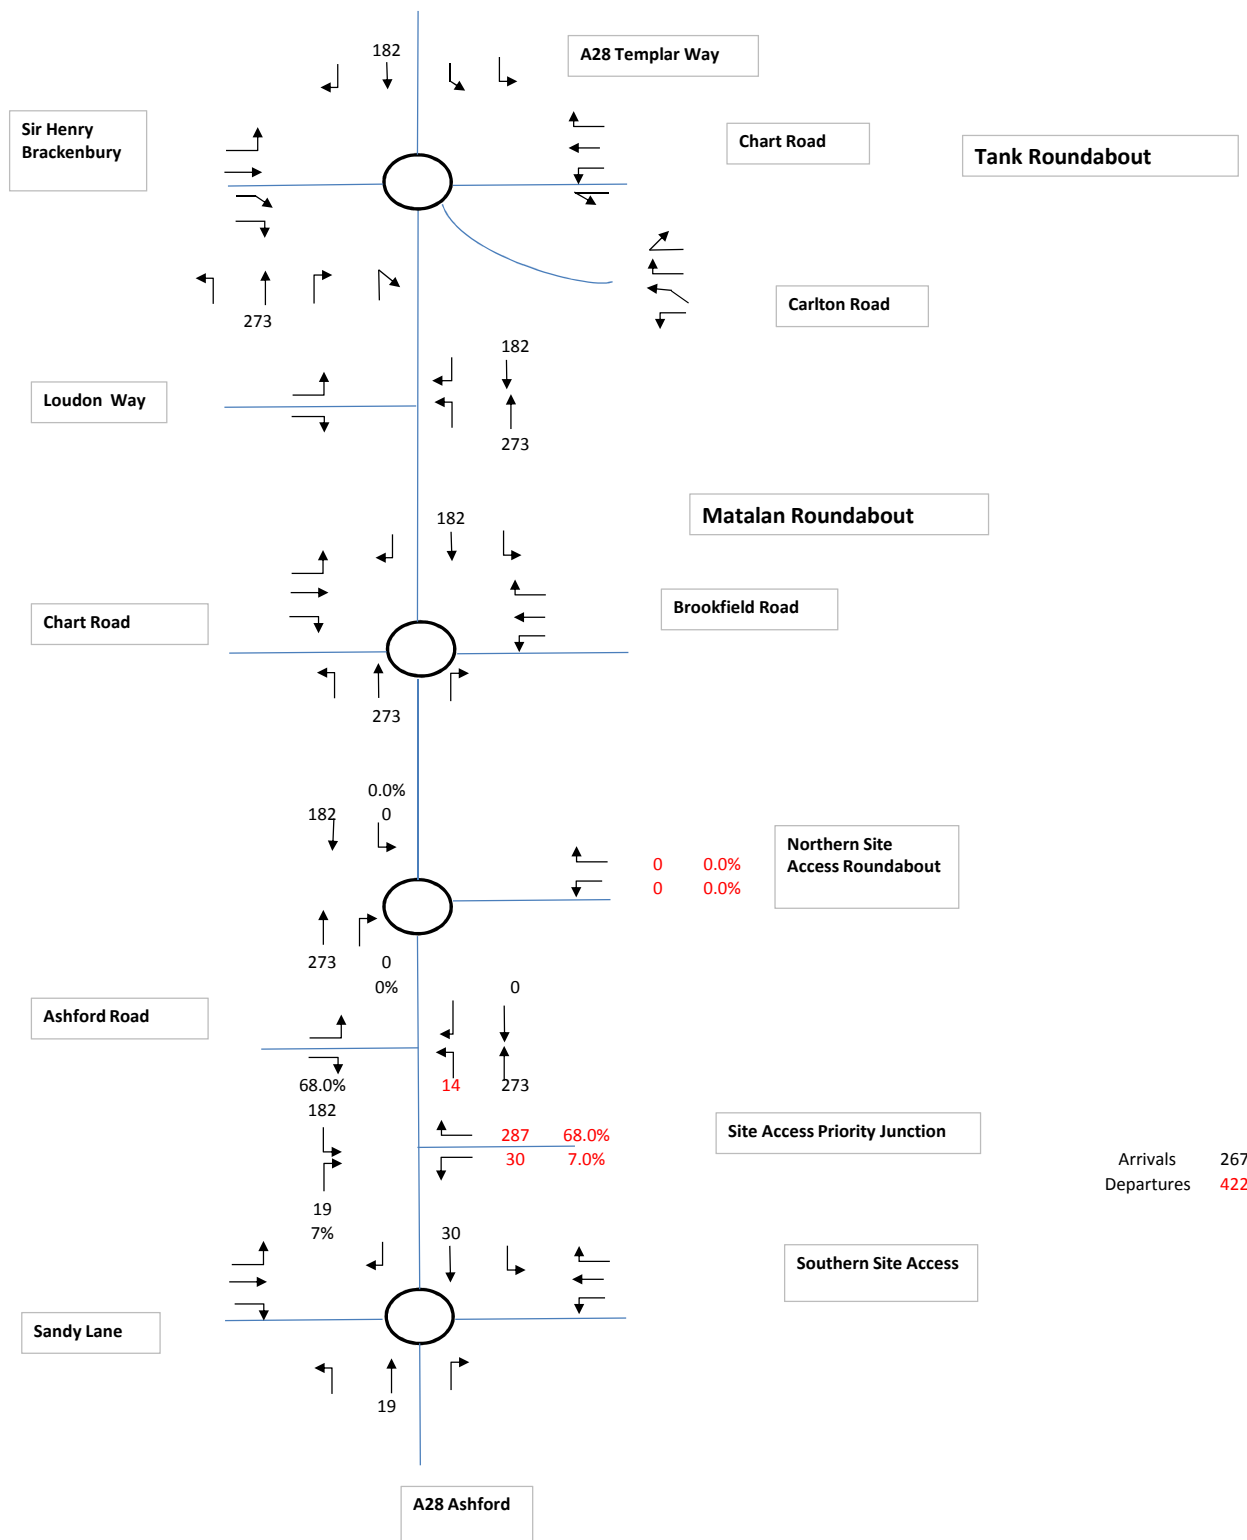 182
A28 Templar Way
Sir Henry
Brackenbury
Chart Road
Tank Roundabout
273
Carlton Road
182
Loudon Way
273
Matalan Roundabout
182
Chart Road
Brookfield Road
273
0.0%
182 0
Northern Site
Access Roundabout
0 0.0%
0 0.0%
273 0
0% 0
Ashford Road
68.0% 14 273
182
287 68.0%
30 7.0%
Site Access Priority Junction
Arrivals 267
Departures 422
19
7% 30
Southern Site Access
Sandy Lane
19
A28 Ashford